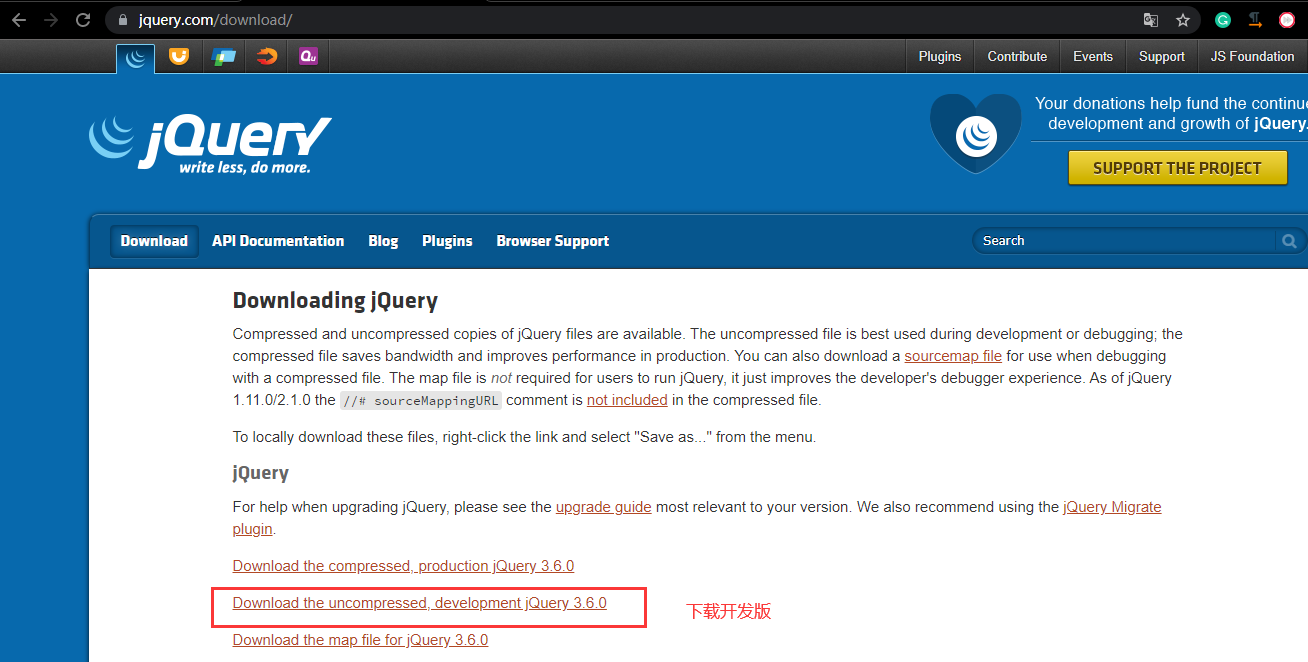 jquery.com/download/
Plugins Contribute Events Support JS Foundation
Qu
jQuery
write less, do more.
Your donations help fund the continue
development and growth of jQuery.
SUPPORT THE PROJECT
Download API Documentation Blog Plugins Browser Support Search
Downloading jQuery
Compressed and uncompressed copies of jQuery files are available. The uncompressed file is best used during development or debugging; the
compressed file saves bandwidth and improves performance in production. You can also download a sourcemap file for use when debugging
with a compressed file. The map file is not required for users to run jQuery, it just improves the developer's debugger experience. As of jQuery
1.11.0/2.1.0 the //# sourceMappingURL comment is not included in the compressed file.
To locally download these files, right-click the link and select "Save as..." from the menu.
jQuery
For help when upgrading jQuery, please see the upgrade guide most relevant to your version. We also recommend using the jQuery Migrate
plugin.
Download the compressed, production jQuery 3.6.0
Download the uncompressed, development jQuery 3.6.0 下载开发版
Download the map file for jQuery 3.6.0